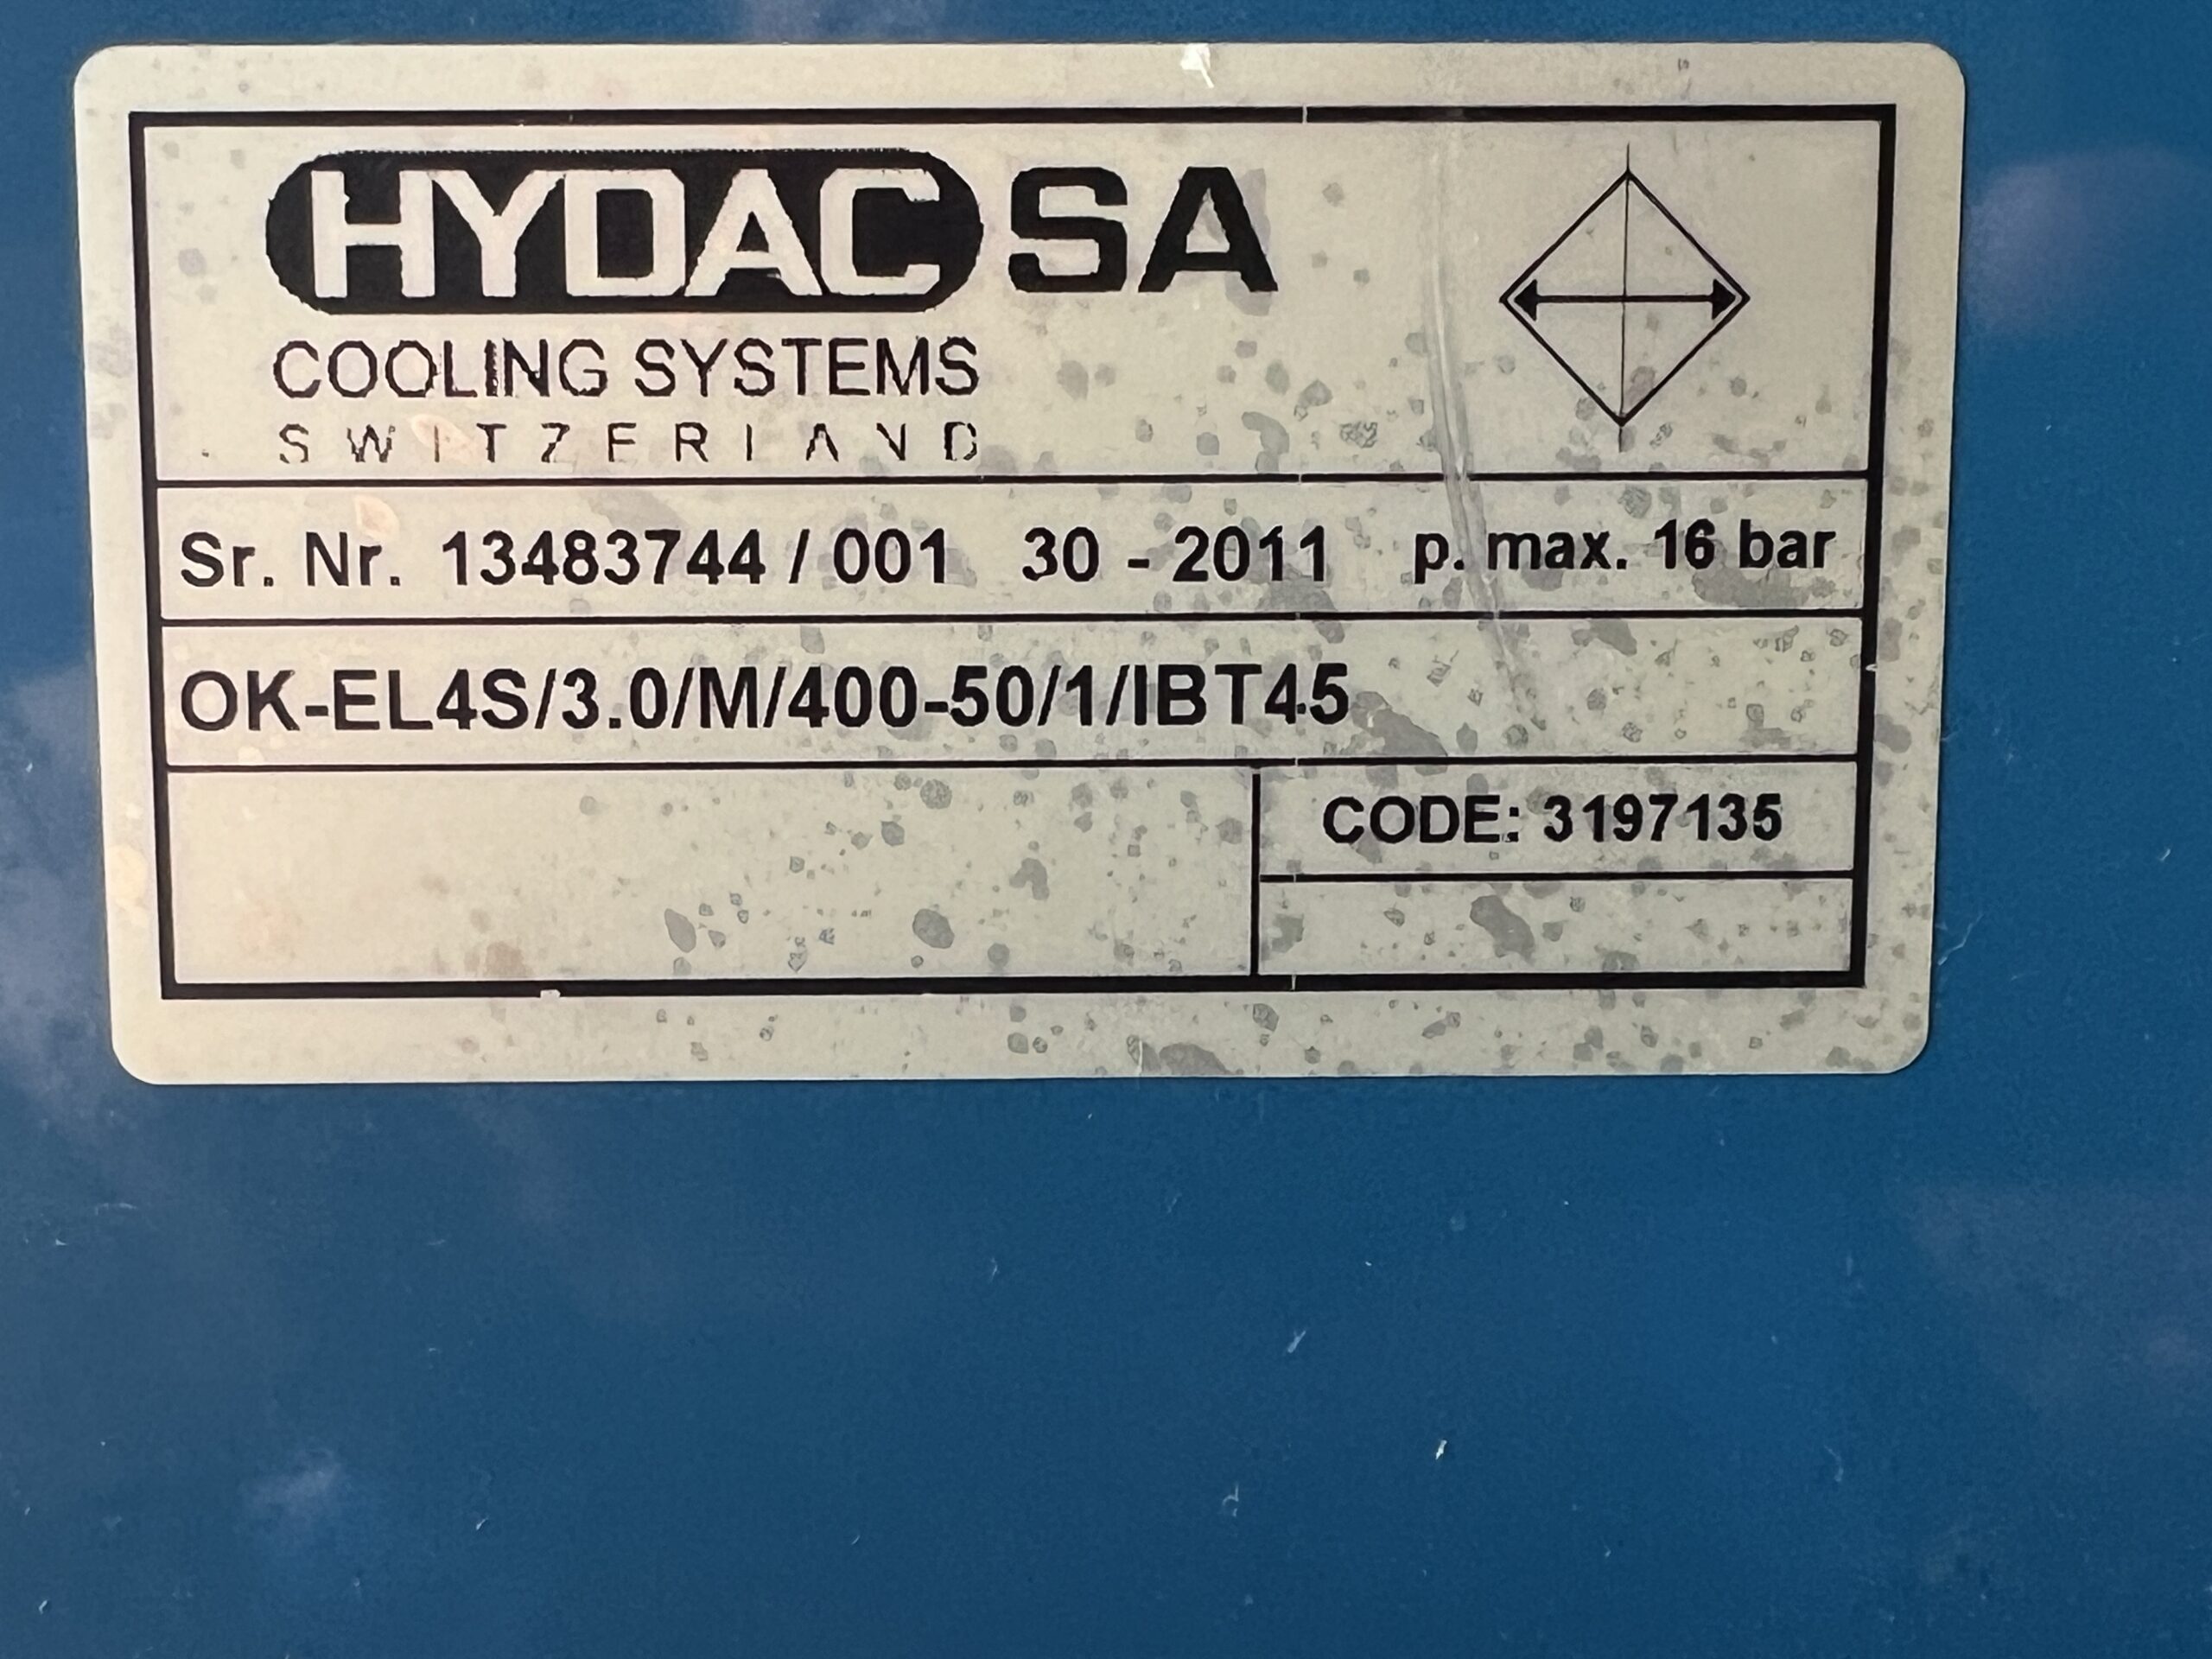 HYDAC SA
COOLING SYSTEMS
SWITZERLAND
Sr. Nr. 13483744 / 001 30 - 2011 p. max. 16 bar
OK-EL4S/3.0/M/400-50/1/IBT45
CODE: 3197135